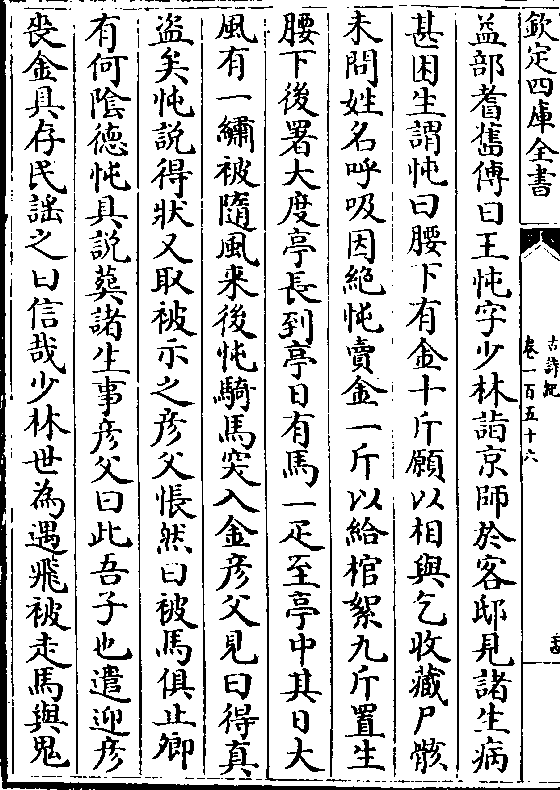 欽定四庫全書
古詩紀
卷一百五十六
益部耆舊傳曰王忳字少林詣京師於客邸見諸生病
甚困生謂忳曰腰下有金十斤願以相與乞收藏尸骸
未問姓名呼吸因絶忳賣金一斤以給棺絮九斤置生
腰下後署大度亭長到亭日有馬一疋至亭中其日大
風有一繡被隨風來後忳騎馬突入金彦父見曰得真
盜矣忳說得狀又取被示之彦父悵然曰被馬俱止卿
有何隂德忳具說葬諸生事彦父曰此吾子也遣迎彦
喪金具存民謡之曰信哉少林世為遇飛被走馬與鬼